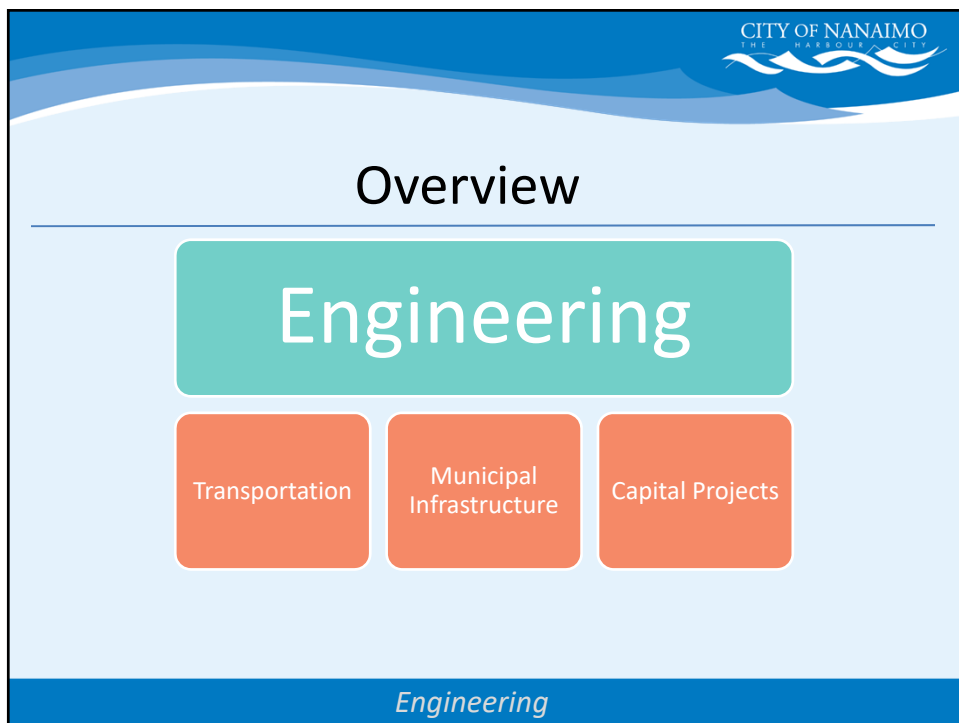 CITY OF NANAIMO
THE HARBOUR CITY
Overview
Engineering
Transportation
Municipal
Infrastructure
Capital Projects
Engineering